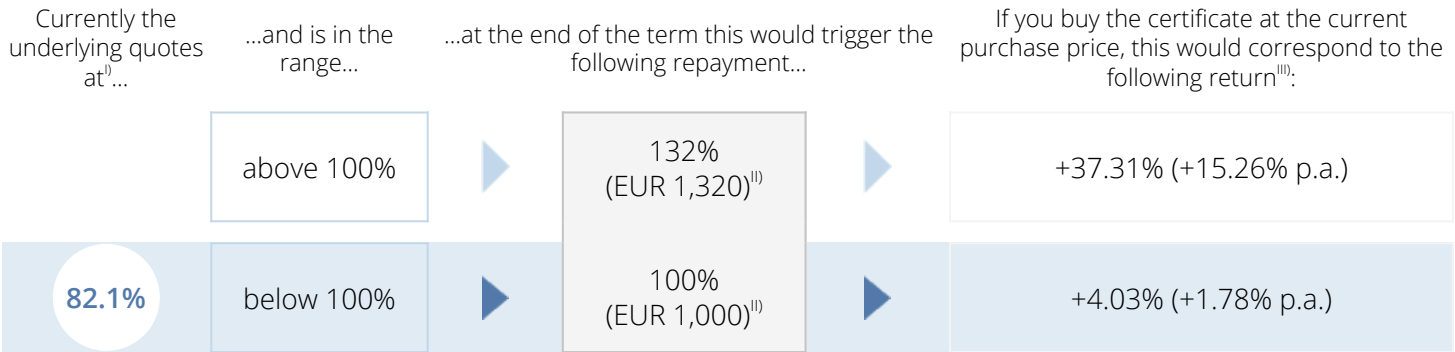 Currently the
underlying quotes
at I)...
...and is in the
range...
...at the end of the term this would trigger the
following repayment...
If you buy the certificate at the current
purchase price, this would correspond to the
following return III):
above 100%
132%
(EUR 1,320) II)
+37.31% (+15.26% p.a.)
82.1%
below 100%
100%
(EUR 1,000) II)
+4.03% (+1.78% p.a.)